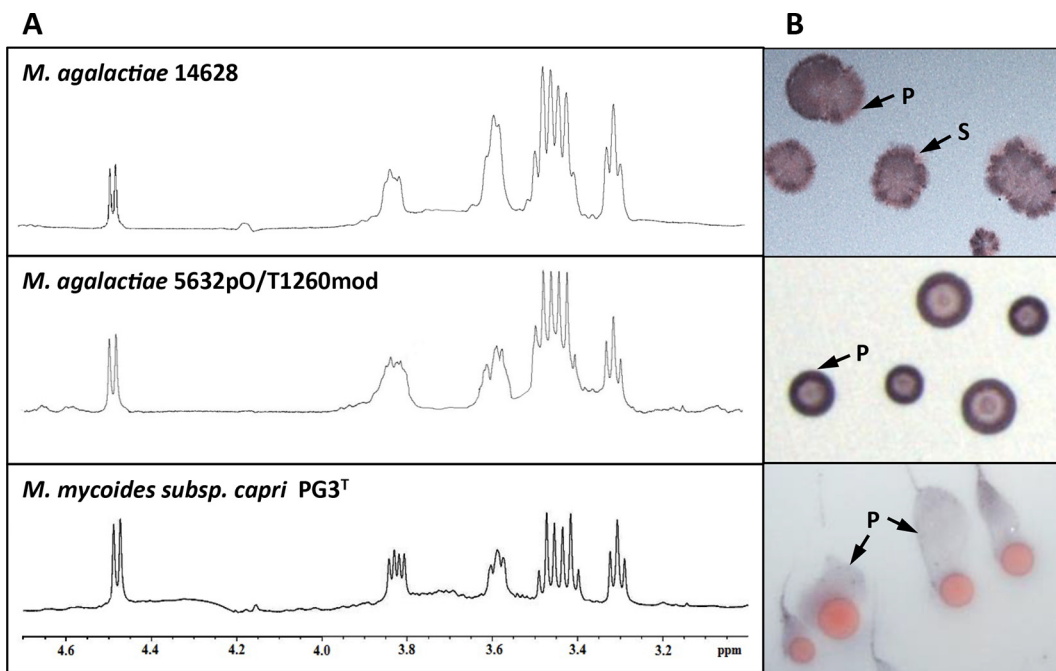 A
B
M. agalactiae 14628
P
S
M. agalactiae 5632pO/T1260mod
P
M. mycoides subsp. capri PG3ᵀ
P
4.6 4.4 4.2 4.0 3.8 3.6 3.4 3.2 ppm